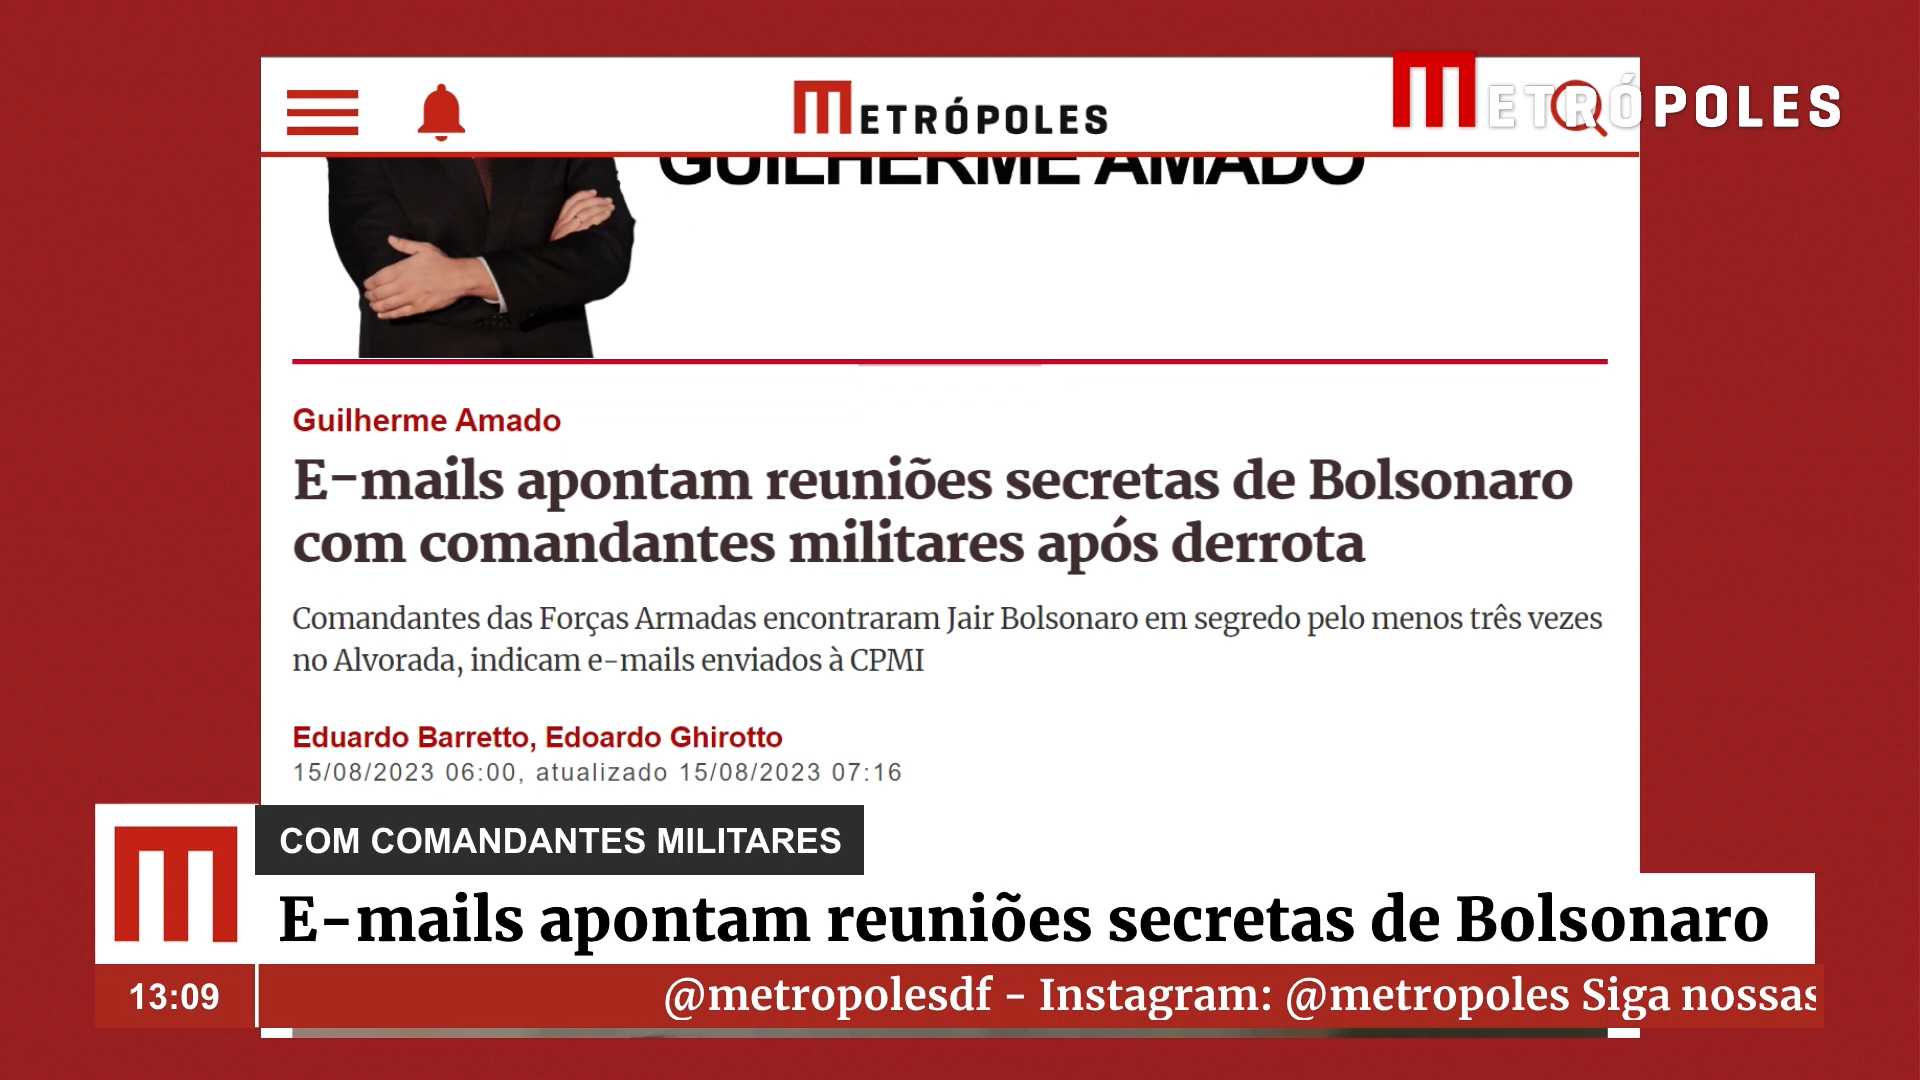 METRÓPOLES
METRÓPOLES
GUILHERME AMADO
Guilherme Amado
E-mails apontam reuniões secretas de Bolsonaro
com comandantes militares após derrota
Comandantes das Forças Armadas encontraram Jair Bolsonaro em segredo pelo menos três vezes
no Alvorada, indicam e-mails enviados à CPMI
Eduardo Barretto, Edoardo Ghirotto
15/08/2023 06:00, atualizado 15/08/2023 07:16
COM COMANDANTES MILITARES
E-mails apontam reuniões secretas de Bolsonaro
13:09
@metropolesdf - Instagram: @metropoles Siga nossas